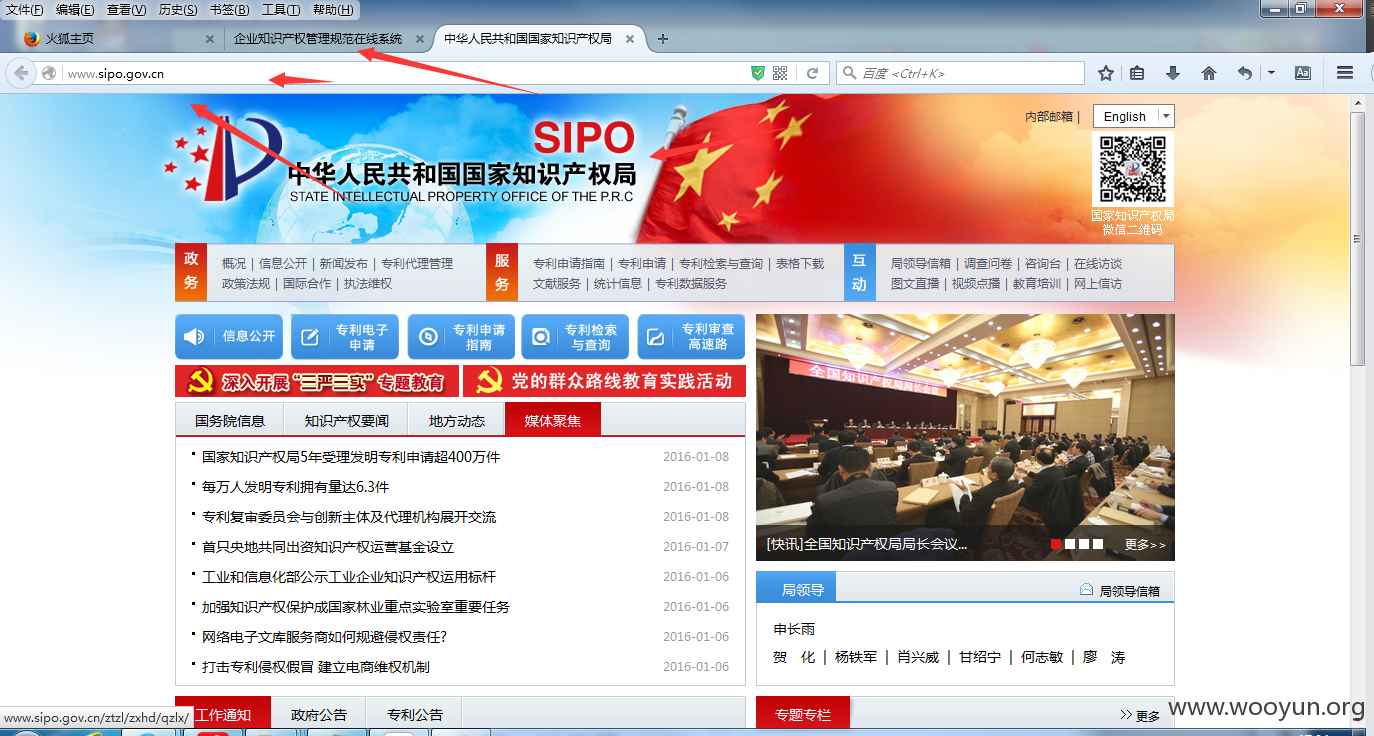 文件(F) 编辑(E) 查看(V) 历史(S) 书签(B) 工具(T) 帮助(H)
火狐主页 企业知识产权管理规范在线系统 中华人民共和国国家知识产权局
www.sipo.gov.cn 百度 <Ctrl+K>
内部邮箱 | English
SIPO
中华人民共和国国家知识产权局
STATE INTELLECTUAL PROPERTY OFFICE OF THE P.R.C
国家知识产权局
微信二维码
政务
概况 | 信息公开 | 新闻发布 | 专利代理管理
政策法规 | 国际合作 | 执法维权
服务
专利申请指南 | 专利申请 | 专利检索与查询 | 表格下载
文献服务 | 统计信息 | 专利数据服务
互动
局领导信箱 | 调查问卷 | 咨询台 | 在线访谈
图文直播 | 视频点播 | 教育培训 | 网上信访
信息公开
专利电子
申请
专利申请
指南
专利检索
与查询
专利审查
高速路
深入开展“三严三实”专题教育
党的群众路线教育实践活动
国务院信息 知识产权要闻 地方动态 媒体聚焦
国家知识产权局5年受理发明专利申请超400万件 2016-01-08
每万人发明专利拥有量达6.3件 2016-01-08
专利复审委员会与创新主体及代理机构展开交流 2016-01-08
首只央地共同出资知识产权运营基金设立 2016-01-07
工业和信息化部公示工业企业知识产权运用标杆 2016-01-06
加强知识产权保护成国家林业重点实验室重要任务 2016-01-06
网络电子文库服务商如何规避侵权责任? 2016-01-06
打击专利侵权假冒 建立电商维权机制 2016-01-06
全国知识产权局局长会议
[快讯]全国知识产权局局长会议... 更多>>
局领导 局领导信箱
申长雨
贺 化 | 杨铁军 | 肖兴威 | 甘绍宁 | 何志敏 | 廖 涛
工作通知 政府公告 专利公告
专题专栏 >> 更多
www.sipo.gov.cn/ztzl/zxhd/qzlx/
www.wooyun.org